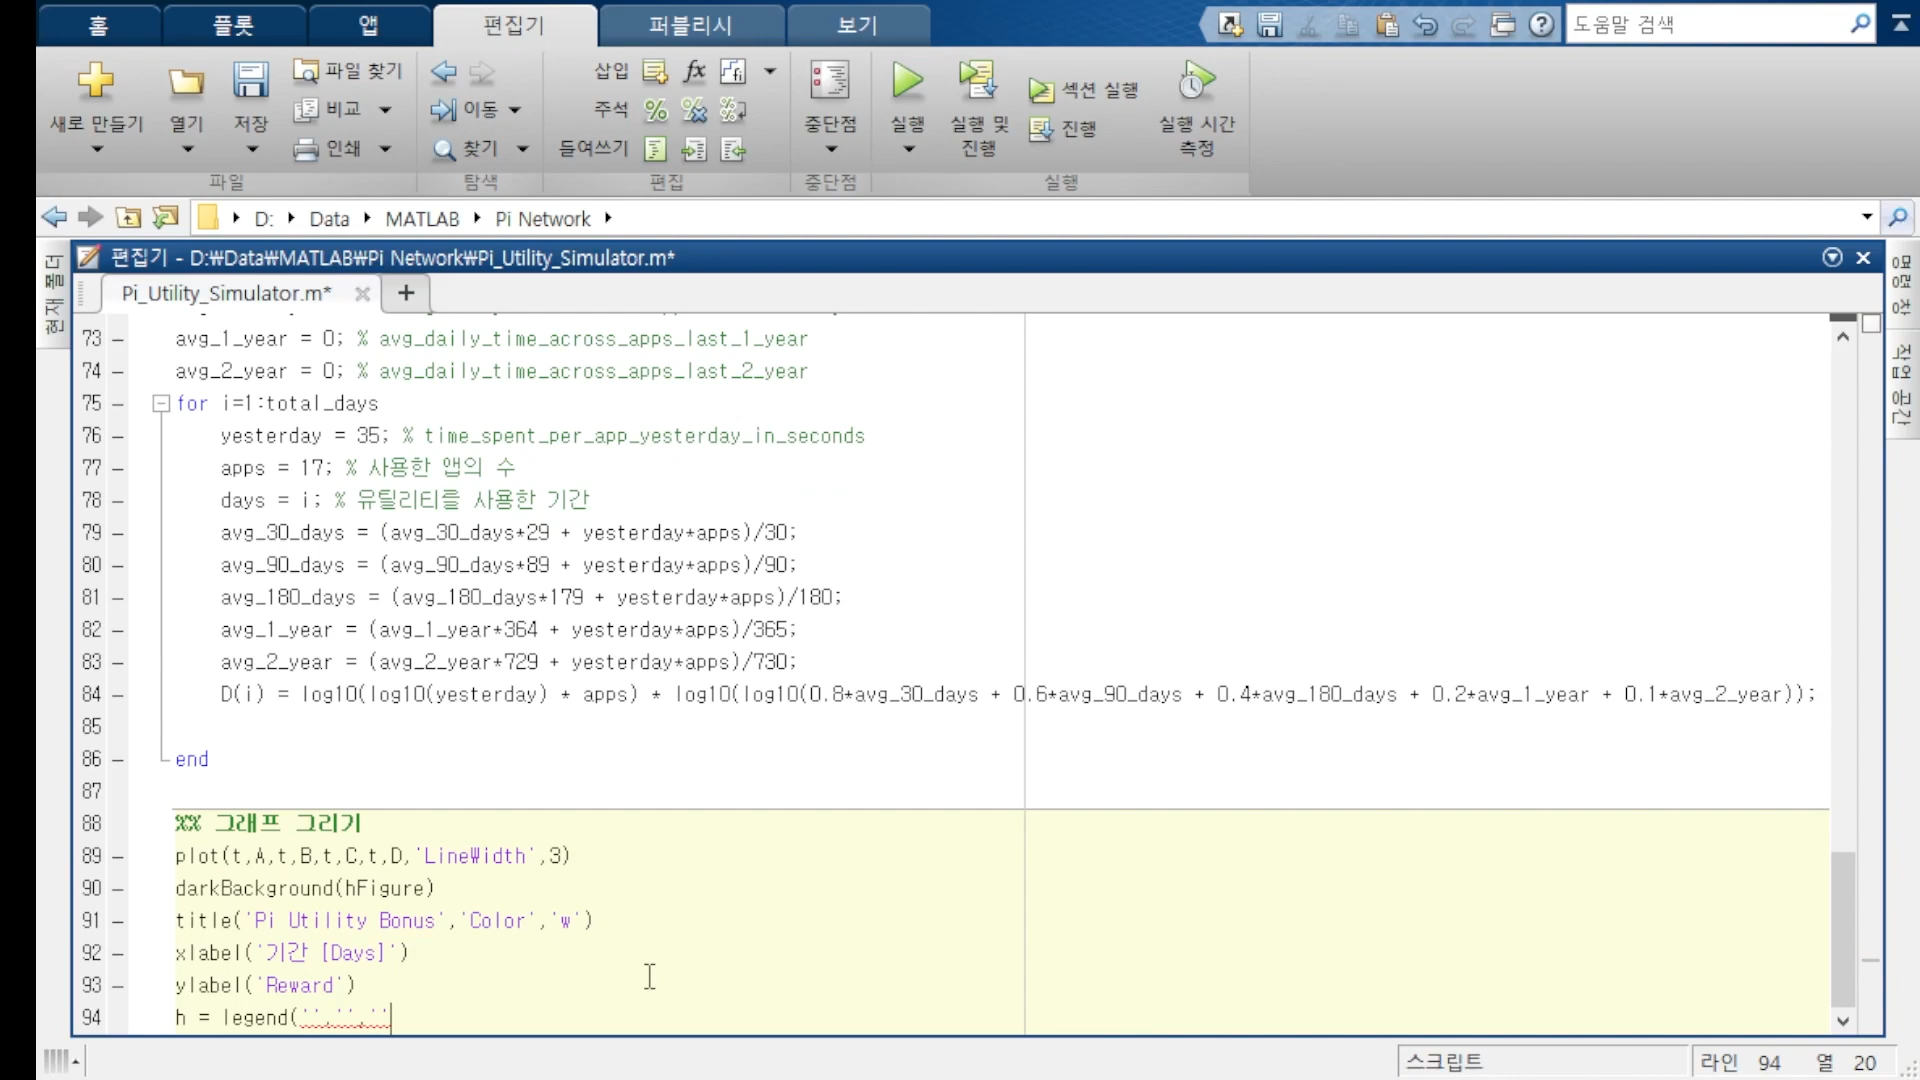 홈 플롯 앱 편집기 퍼블리시 보기 도움말 검색
새로 만들기 열기 저장 파일 찾기 비교 인쇄
파일
이동 찾기
탐색
삽입 fx
주석
들여쓰기
편집
중단점
중단점
실행 실행 및 진행 섹션 실행 진행 실행 시간 측정
실행
D: Data MATLAB Pi Network
현재 폴더
편집기 - D:₩Data₩MATLAB₩Pi Network₩Pi_Utility_Simulator.m*
Pi_Utility_Simulator.m*
명령 창
작업 공간
73 – avg_1_year = 0; % avg_daily_time_across_apps_last_1_year
74 – avg_2_year = 0; % avg_daily_time_across_apps_last_2_year
75 – for i=1:total_days
76 – yesterday = 35; % time_spent_per_app_yesterday_in_seconds
77 – apps = 17; % 사용한 앱의 수
78 – days = i; % 유틸리티를 사용한 기간
79 – avg_30_days = (avg_30_days*29 + yesterday*apps)/30;
80 – avg_90_days = (avg_90_days*89 + yesterday*apps)/90;
81 – avg_180_days = (avg_180_days*179 + yesterday*apps)/180;
82 – avg_1_year = (avg_1_year*364 + yesterday*apps)/365;
83 – avg_2_year = (avg_2_year*729 + yesterday*apps)/730;
84 – D(i) = log10(log10(yesterday) * apps) * log10(log10(0.8*avg_30_days + 0.6*avg_90_days + 0.4*avg_180_days + 0.2*avg_1_year + 0.1*avg_2_year));
85
86 – end
87
88 %% 그래프 그리기
89 – plot(t,A,t,B,t,C,t,D,'LineWidth',3)
90 – darkBackground(hFigure)
91 – title('Pi Utility Bonus','Color','w')
92 – xlabel('기간 [Days]')
93 – ylabel('Reward')
94 h = legend('','',''
스크립트 라인 94 열 20